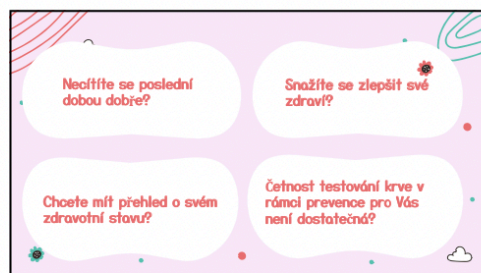 Necítíte se poslední
dobou dobře?
Snažíte se zlepšit své
zdraví?
Chcete mít přehled o svém
zdravotní stavu?
Četnost testování krve v
rámci prevence pro Vás
není dostatečná?